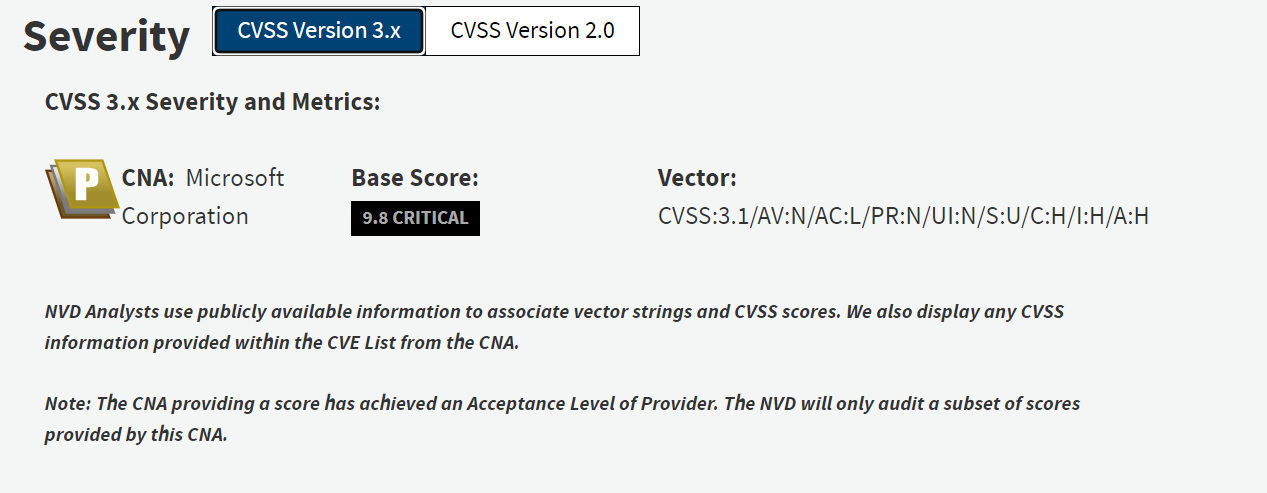 Severity CVSS Version 3.x CVSS Version 2.0
CVSS 3.x Severity and Metrics:
P CNA: Microsoft Base Score: Vector:
Corporation 9.8 CRITICAL CVSS:3.1/AV:N/AC:L/PR:N/UI:N/S:U/C:H/I:H/A:H
NVD Analysts use publicly available information to associate vector strings and CVSS scores. We also display any CVSS
information provided within the CVE List from the CNA.
Note: The CNA providing a score has achieved an Acceptance Level of Provider. The NVD will only audit a subset of scores
provided by this CNA.